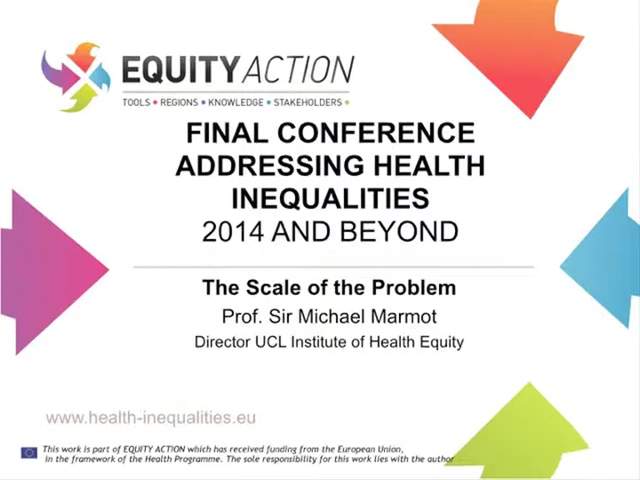 EQUITYACTION
TOOLS • REGIONS • KNOWLEDGE • STAKEHOLDERS •
FINAL CONFERENCE
ADDRESSING HEALTH
INEQUALITIES
2014 AND BEYOND
The Scale of the Problem
Prof. Sir Michael Marmot
Director UCL Institute of Health Equity
www.health-inequalities.eu
This work is part of EQUITY ACTION which has received funding from the European Union,
in the framework of the Health Programme. The sole responsibility for this work lies with the author